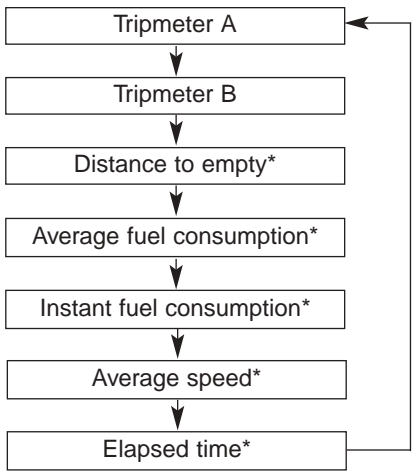 Tripmeter A
Tripmeter B
Distance to empty*
Average fuel consumption*
Instant fuel consumption*
Average speed*
Elapsed time*